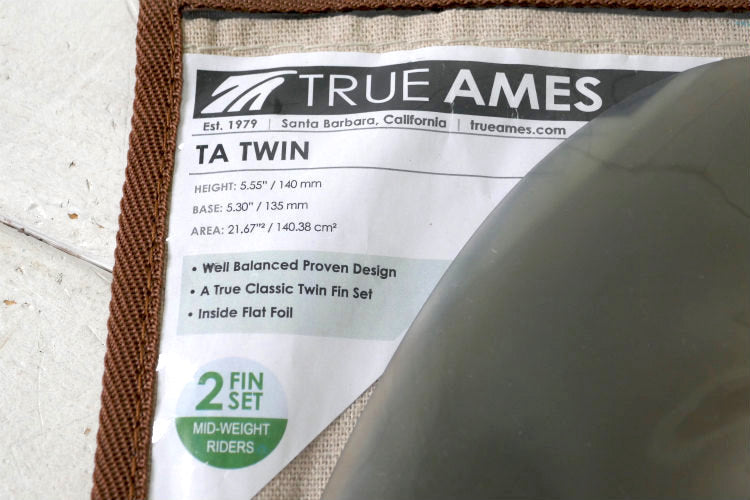 TRUE AMES
Est. 1979 | Santa Barbara, California | trueames.com
TA TWIN
HEIGHT: 5.55" / 140 mm
BASE: 5.30" / 135 mm
AREA: 21.67"² / 140.38 cm²
• Well Balanced Proven Design
• A True Classic Twin Fin Set
• Inside Flat Foil
2 FIN SET
MID-WEIGHT
RIDERS